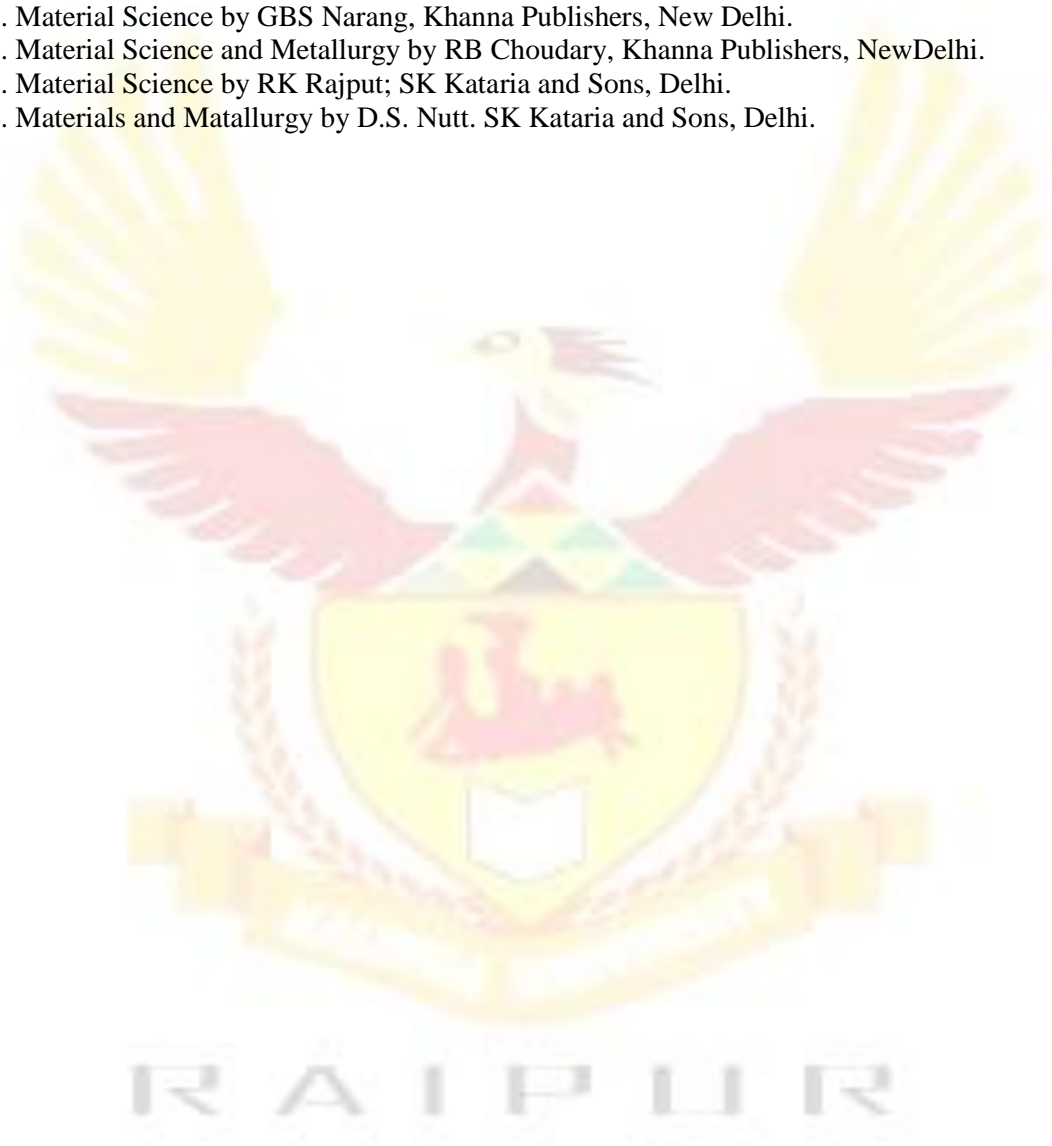 . Material Science by GBS Narang, Khanna Publishers, New Delhi.
. Material Science and Metallurgy by RB Choudary, Khanna Publishers, NewDelhi.
. Material Science by RK Rajput; SK Kataria and Sons, Delhi.
. Materials and Matallurgy by D.S. Nutt. SK Kataria and Sons, Delhi.
RAIPUR